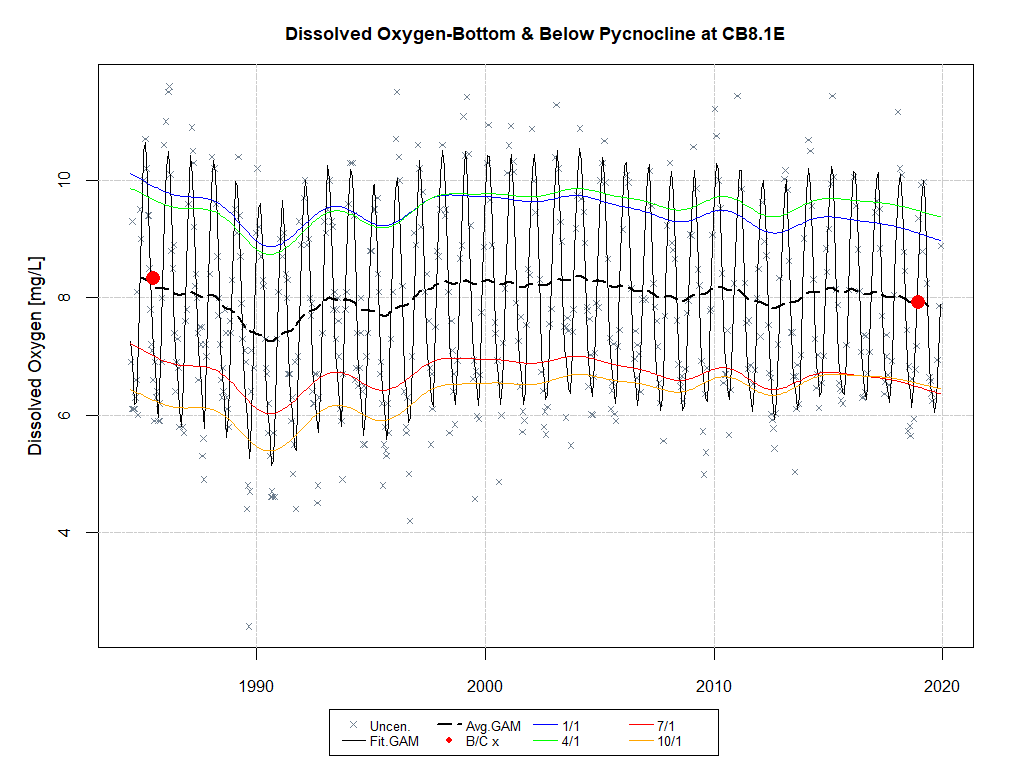 Dissolved Oxygen-Bottom & Below Pycnocline at CB8.1E
Dissolved Oxygen [mg/L]
10
8
6
4
1990 2000 2010 2020
Uncen. Avg.GAM 1/1 7/1
Fit.GAM B/C x 4/1 10/1